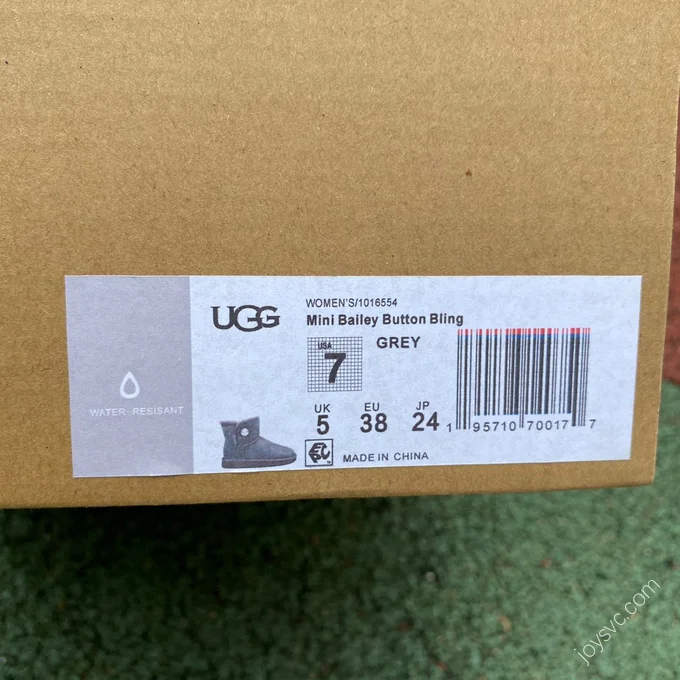 WATER RESISANT
UGG
WOMEN'S/1016554
Mini Bailey Button Bling
USA
7
GREY
UK EU JP
5 38 24
1 95710 70017 7
MADE IN CHINA
joysvc.com